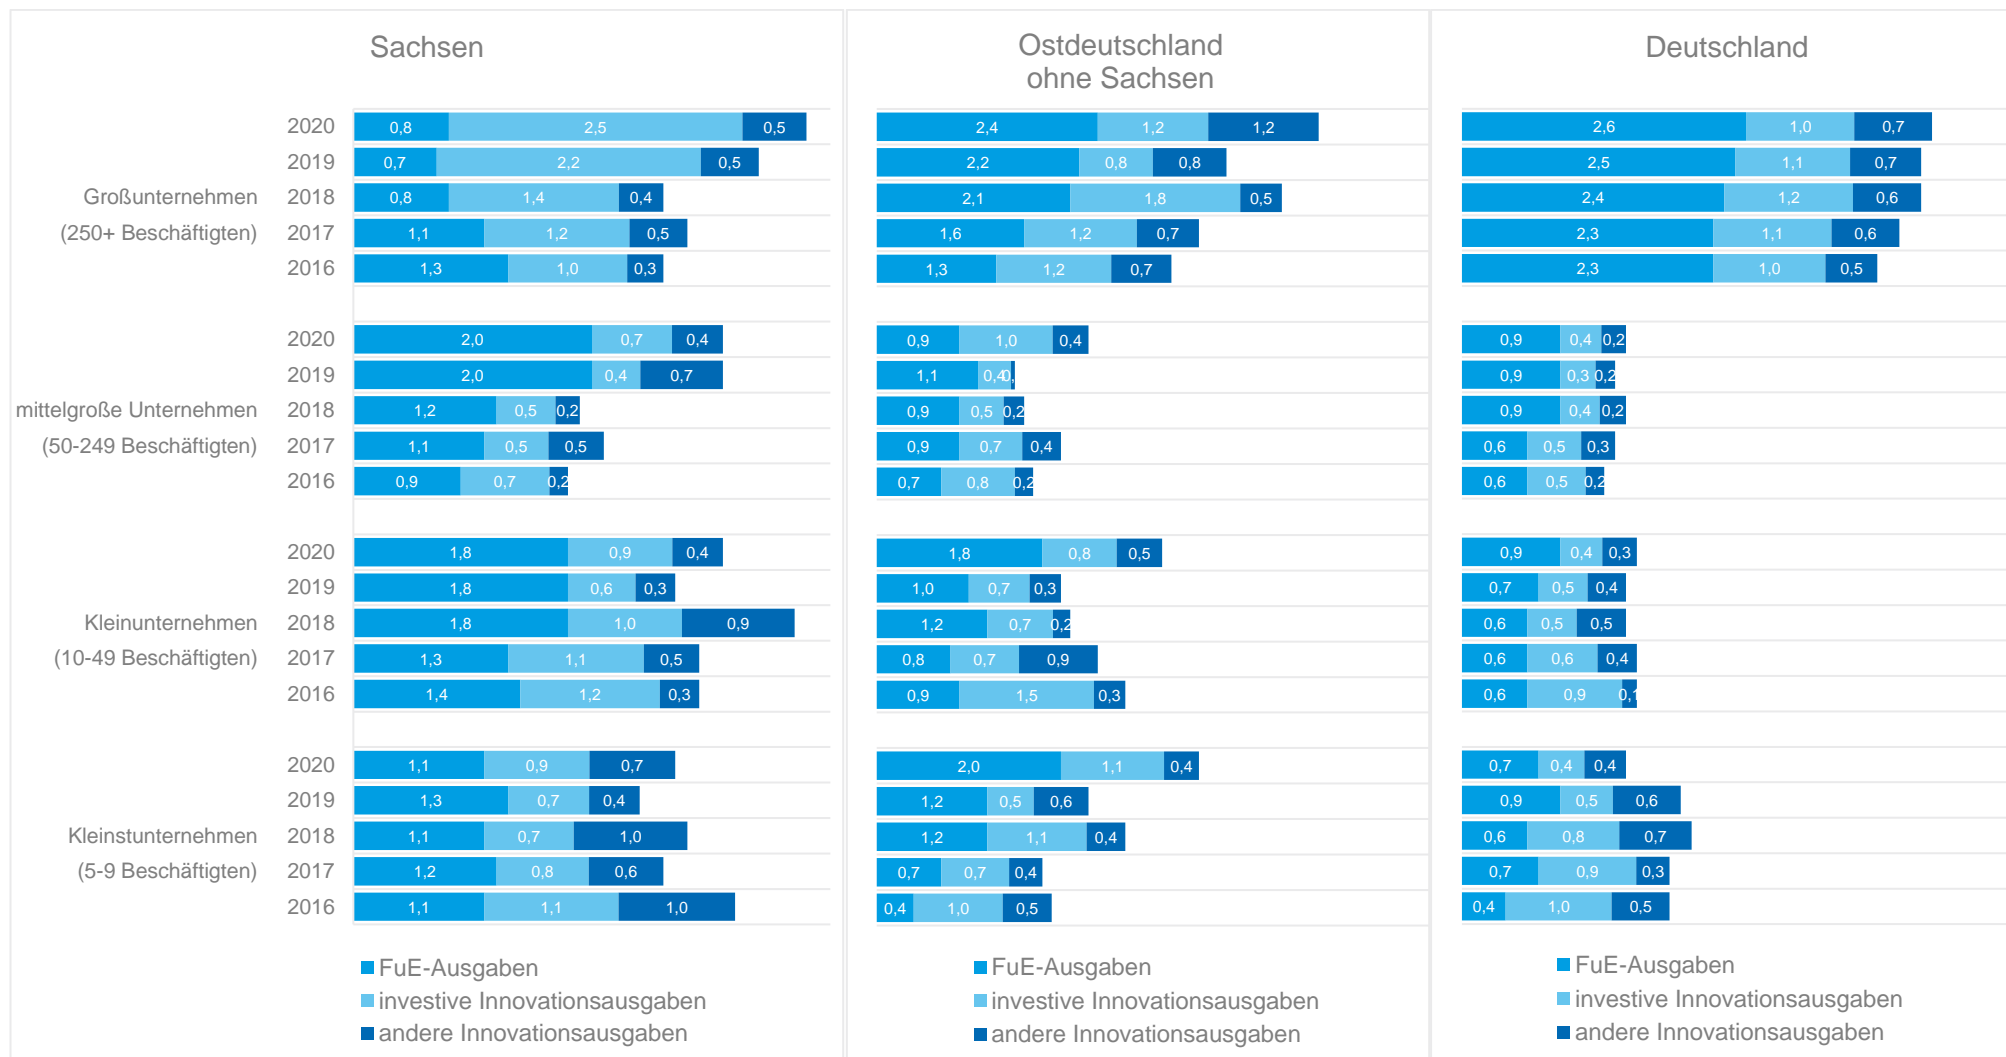 Sachsen
Ostdeutschland
ohne Sachsen
Deutschland
Großunternehmen
(250+ Beschäftigten)
2020 0,8 2,5 0,5 2,4 1,2 1,2 2,6 1,0 0,7
2019 0,7 2,2 0,5 2,2 0,8 0,8 2,5 1,1 0,7
2018 0,8 1,4 0,4 2,1 1,8 0,5 2,4 1,2 0,6
2017 1,1 1,2 0,5 1,6 1,2 0,7 2,3 1,1 0,6
2016 1,3 1,0 0,3 1,3 1,2 0,7 2,3 1,0 0,5
mittelgroße Unternehmen
(50-249 Beschäftigten)
2020 2,0 0,7 0,4 0,9 1,0 0,4 0,9 0,4 0,2
2019 2,0 0,4 0,7 1,1 0,4 0,9 0,3 0,2
2018 1,2 0,5 0,2 0,9 0,5 0,2 0,9 0,4 0,2
2017 1,1 0,5 0,5 0,9 0,7 0,4 0,6 0,5 0,3
2016 0,9 0,7 0,2 0,7 0,8 0,2 0,6 0,5 0,2
Kleinunternehmen
(10-49 Beschäftigten)
2020 1,8 0,9 0,4 1,8 0,8 0,5 0,9 0,4 0,3
2019 1,8 0,6 0,3 1,0 0,7 0,3 0,7 0,5 0,4
2018 1,8 1,0 0,9 1,2 0,7 0,2 0,6 0,5 0,5
2017 1,3 1,1 0,5 0,8 0,7 0,9 0,6 0,6 0,4
2016 1,4 1,2 0,3 0,9 1,5 0,3 0,6 0,9 0,1
Kleinstunternehmen
(5-9 Beschäftigten)
2020 1,1 0,9 0,7 2,0 1,1 0,4 0,7 0,4 0,4
2019 1,3 0,7 0,4 1,2 0,5 0,6 0,9 0,5 0,6
2018 1,1 0,7 1,0 1,2 1,1 0,4 0,6 0,8 0,7
2017 1,2 0,8 0,6 0,7 0,7 0,4 0,7 0,9 0,3
2016 1,1 1,1 1,0 0,4 1,0 0,5 0,4 1,0 0,5
FuE-Ausgaben
investive Innovationsausgaben
andere Innovationsausgaben
FuE-Ausgaben
investive Innovationsausgaben
andere Innovationsausgaben
FuE-Ausgaben
investive Innovationsausgaben
andere Innovationsausgaben